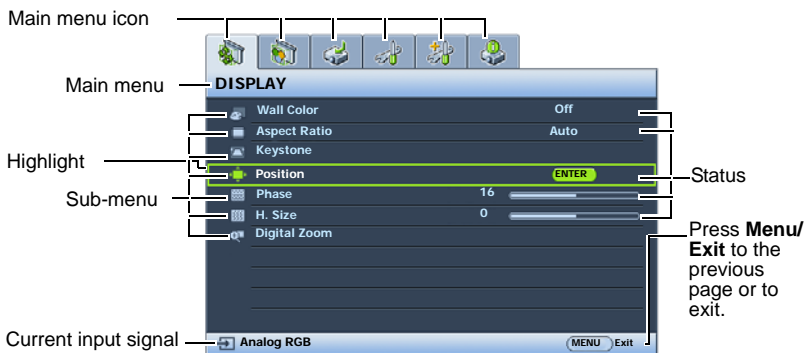 Main menu icon
Main menu
DISPLAY
Wall Color Off
Aspect Ratio Auto
Keystone
Highlight
Position ENTER
Status
Sub-menu
Phase 16
H. Size 0
Digital Zoom
Press Menu/
Exit to the
previous
page or to
exit.
Current input signal
Analog RGB
MENU Exit